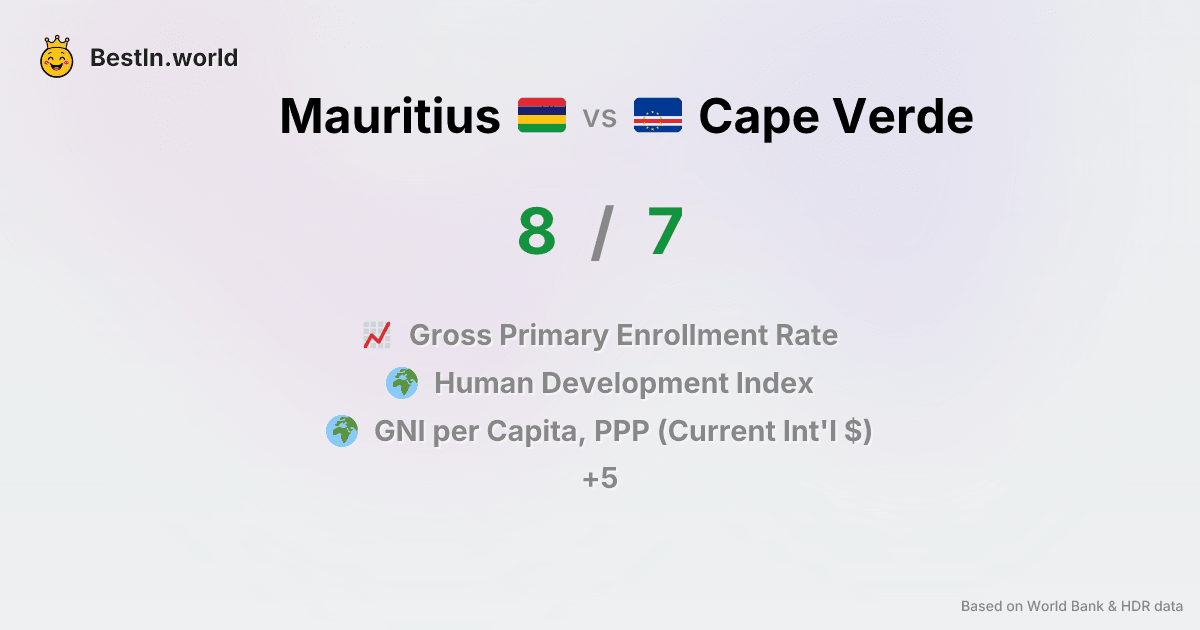 BestIn.world
Mauritius vs Cape Verde
8 / 7
Gross Primary Enrollment Rate
Human Development Index
GNI per Capita, PPP (Current Int'l $)
+5
Based on World Bank & HDR data